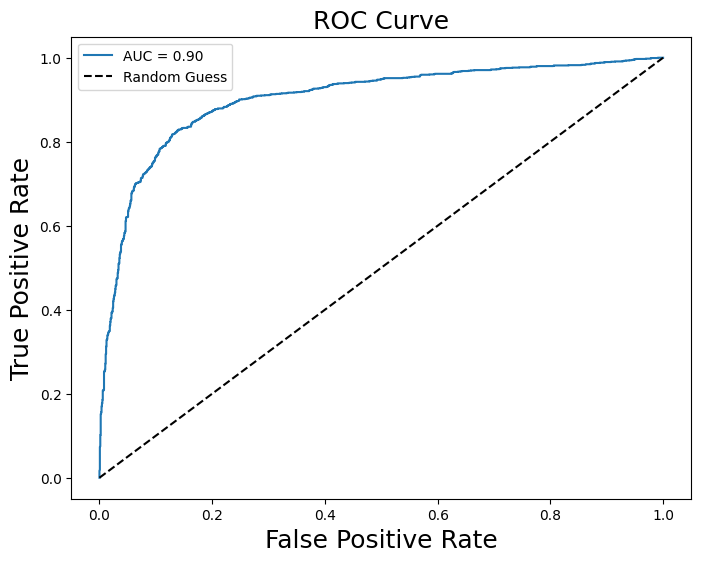 ROC Curve
AUC = 0.90
Random Guess
True Positive Rate
1.0
0.8
0.6
0.4
0.2
0.0
0.0 0.2 0.4 0.6 0.8 1.0
False Positive Rate